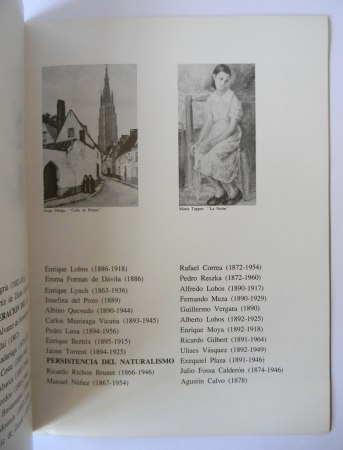 Jorge Madge. "Calle de Brujas"
Marta Tupper. "La Niña"
Enrique Lobos (1886-1918)
Emma Formas de Dávila (1886)
Enrique Lynch (1863-1936)
Josefina del Pozo (1889)
Albino Quevedo (1890-1944)
Carlos Munizaga Vicuña (1893-1945)
Pedro Luna (1894-1956)
Enrique Bertrix (1895-1915)
Jaime Torrent (1894-1925)
PERSISTENCIA DEL NATURALISMO
Ricardo Richon Brunet (1866-1946)
Manuel Nuñez (1867-1954)
Rafael Correa (1872-1954)
Pedro Reszka (1872-1960)
Alfredo Lobos (1890-1917)
Fernando Meza (1890-1929)
Guillermo Vergara (1890)
Alberto Lobos (1892-1925)
Enrique Moya (1892-1918)
Ricardo Gilbert (1891-1964)
Ulises Vásquez (1892-1949)
Exequiel Plaza (1891-1946)
Julio Fossa Calderón (1874-1946)
Agustín Calvo (1878)